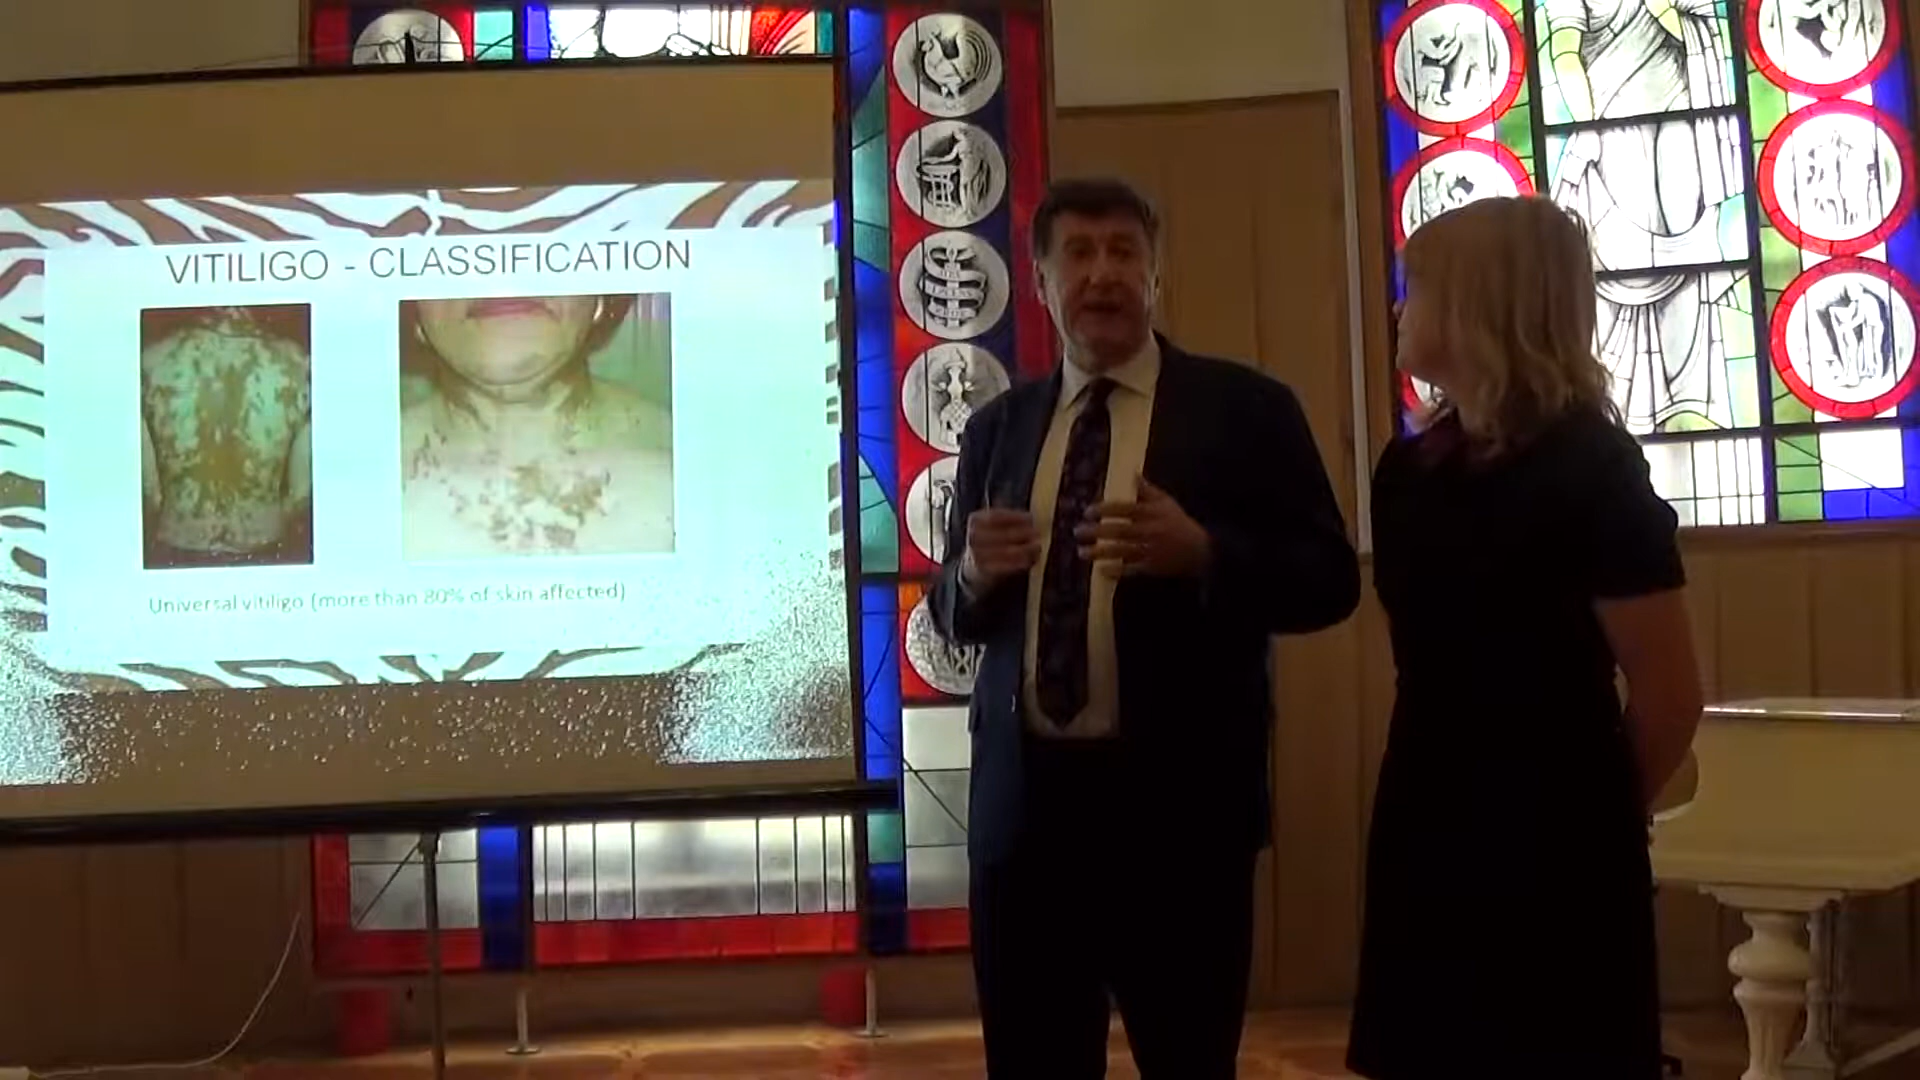 VITILIGO - CLASSIFICATION
Universal vitiligo (more than 80% of skin affected)